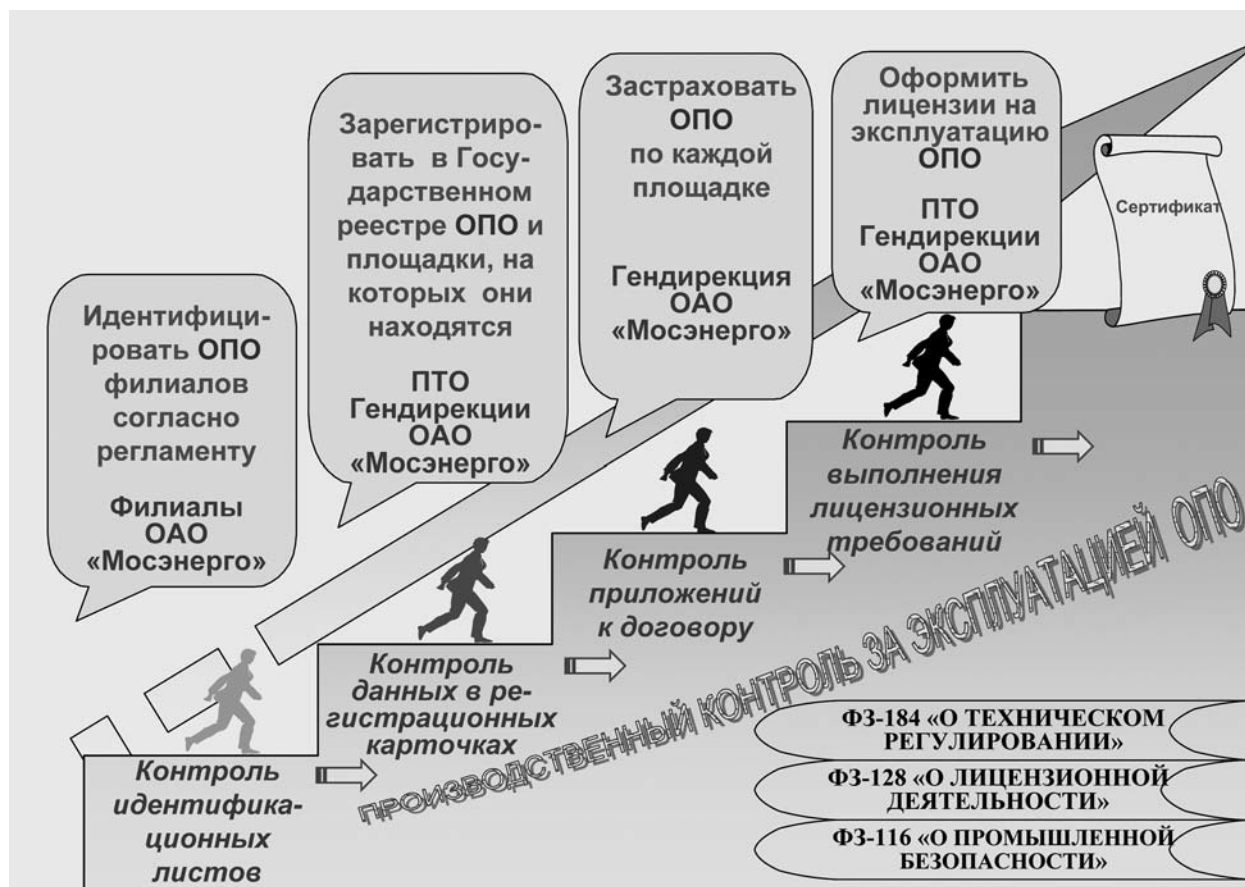 Идентифици-
ровать ОПО
филиалов
согласно
регламенту
Филиалы
ОАО
«Мосэнерго»
Зарегистриро-
вать в Госу-
дарственном
реестре ОПО и
площадки, на
которых они
находятся
ПТО
Гендирекции
ОАО
«Мосэнерго»
Застраховать
ОПО
по каждой
площадке
Гендирекция
ОАО
«Мосэнерго»
Оформить
лицензии на
эксплуатацию
ОПО
ПТО
Гендирекции
ОАО
«Мосэнерго»
Сертификат
Контроль
идентифика-
ционных
листов
Контроль
данных в ре-
гистрационных
карточках
Контроль
приложений
к договору
Контроль
выполнения
лицензионных
требований
ПРОИЗВОДСТВЕННЫЙ КОНТРОЛЬ ЗА ЭКСПЛУАТАЦИЕЙ ОПО
ФЗ-184 «О ТЕХНИЧЕСКОМ
РЕГУЛИРОВАНИИ»
ФЗ-128 «О ЛИЦЕНЗИОННОЙ
ДЕЯТЕЛЬНОСТИ»
ФЗ-116 «О ПРОМЫШЛЕННОЙ
БЕЗОПАСНОСТИ»